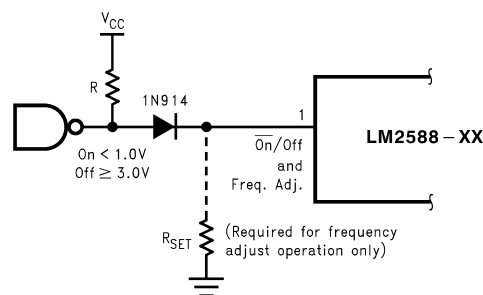 V_CC
R
1N914
1
LM2588-XX
On/Off
and
Freq. Adj.
On < 1.0V
Off ≥ 3.0V
R_SET
(Required for frequency
adjust operation only)